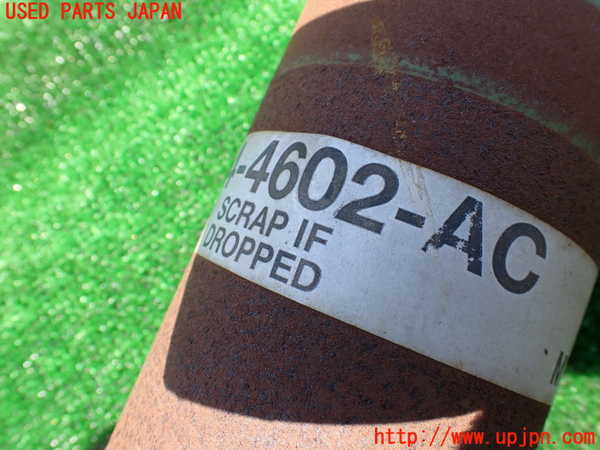 USED PARTS JAPAN
-4602-AC
SCRAP IF
DROPPED
http://www.upjpn.com/